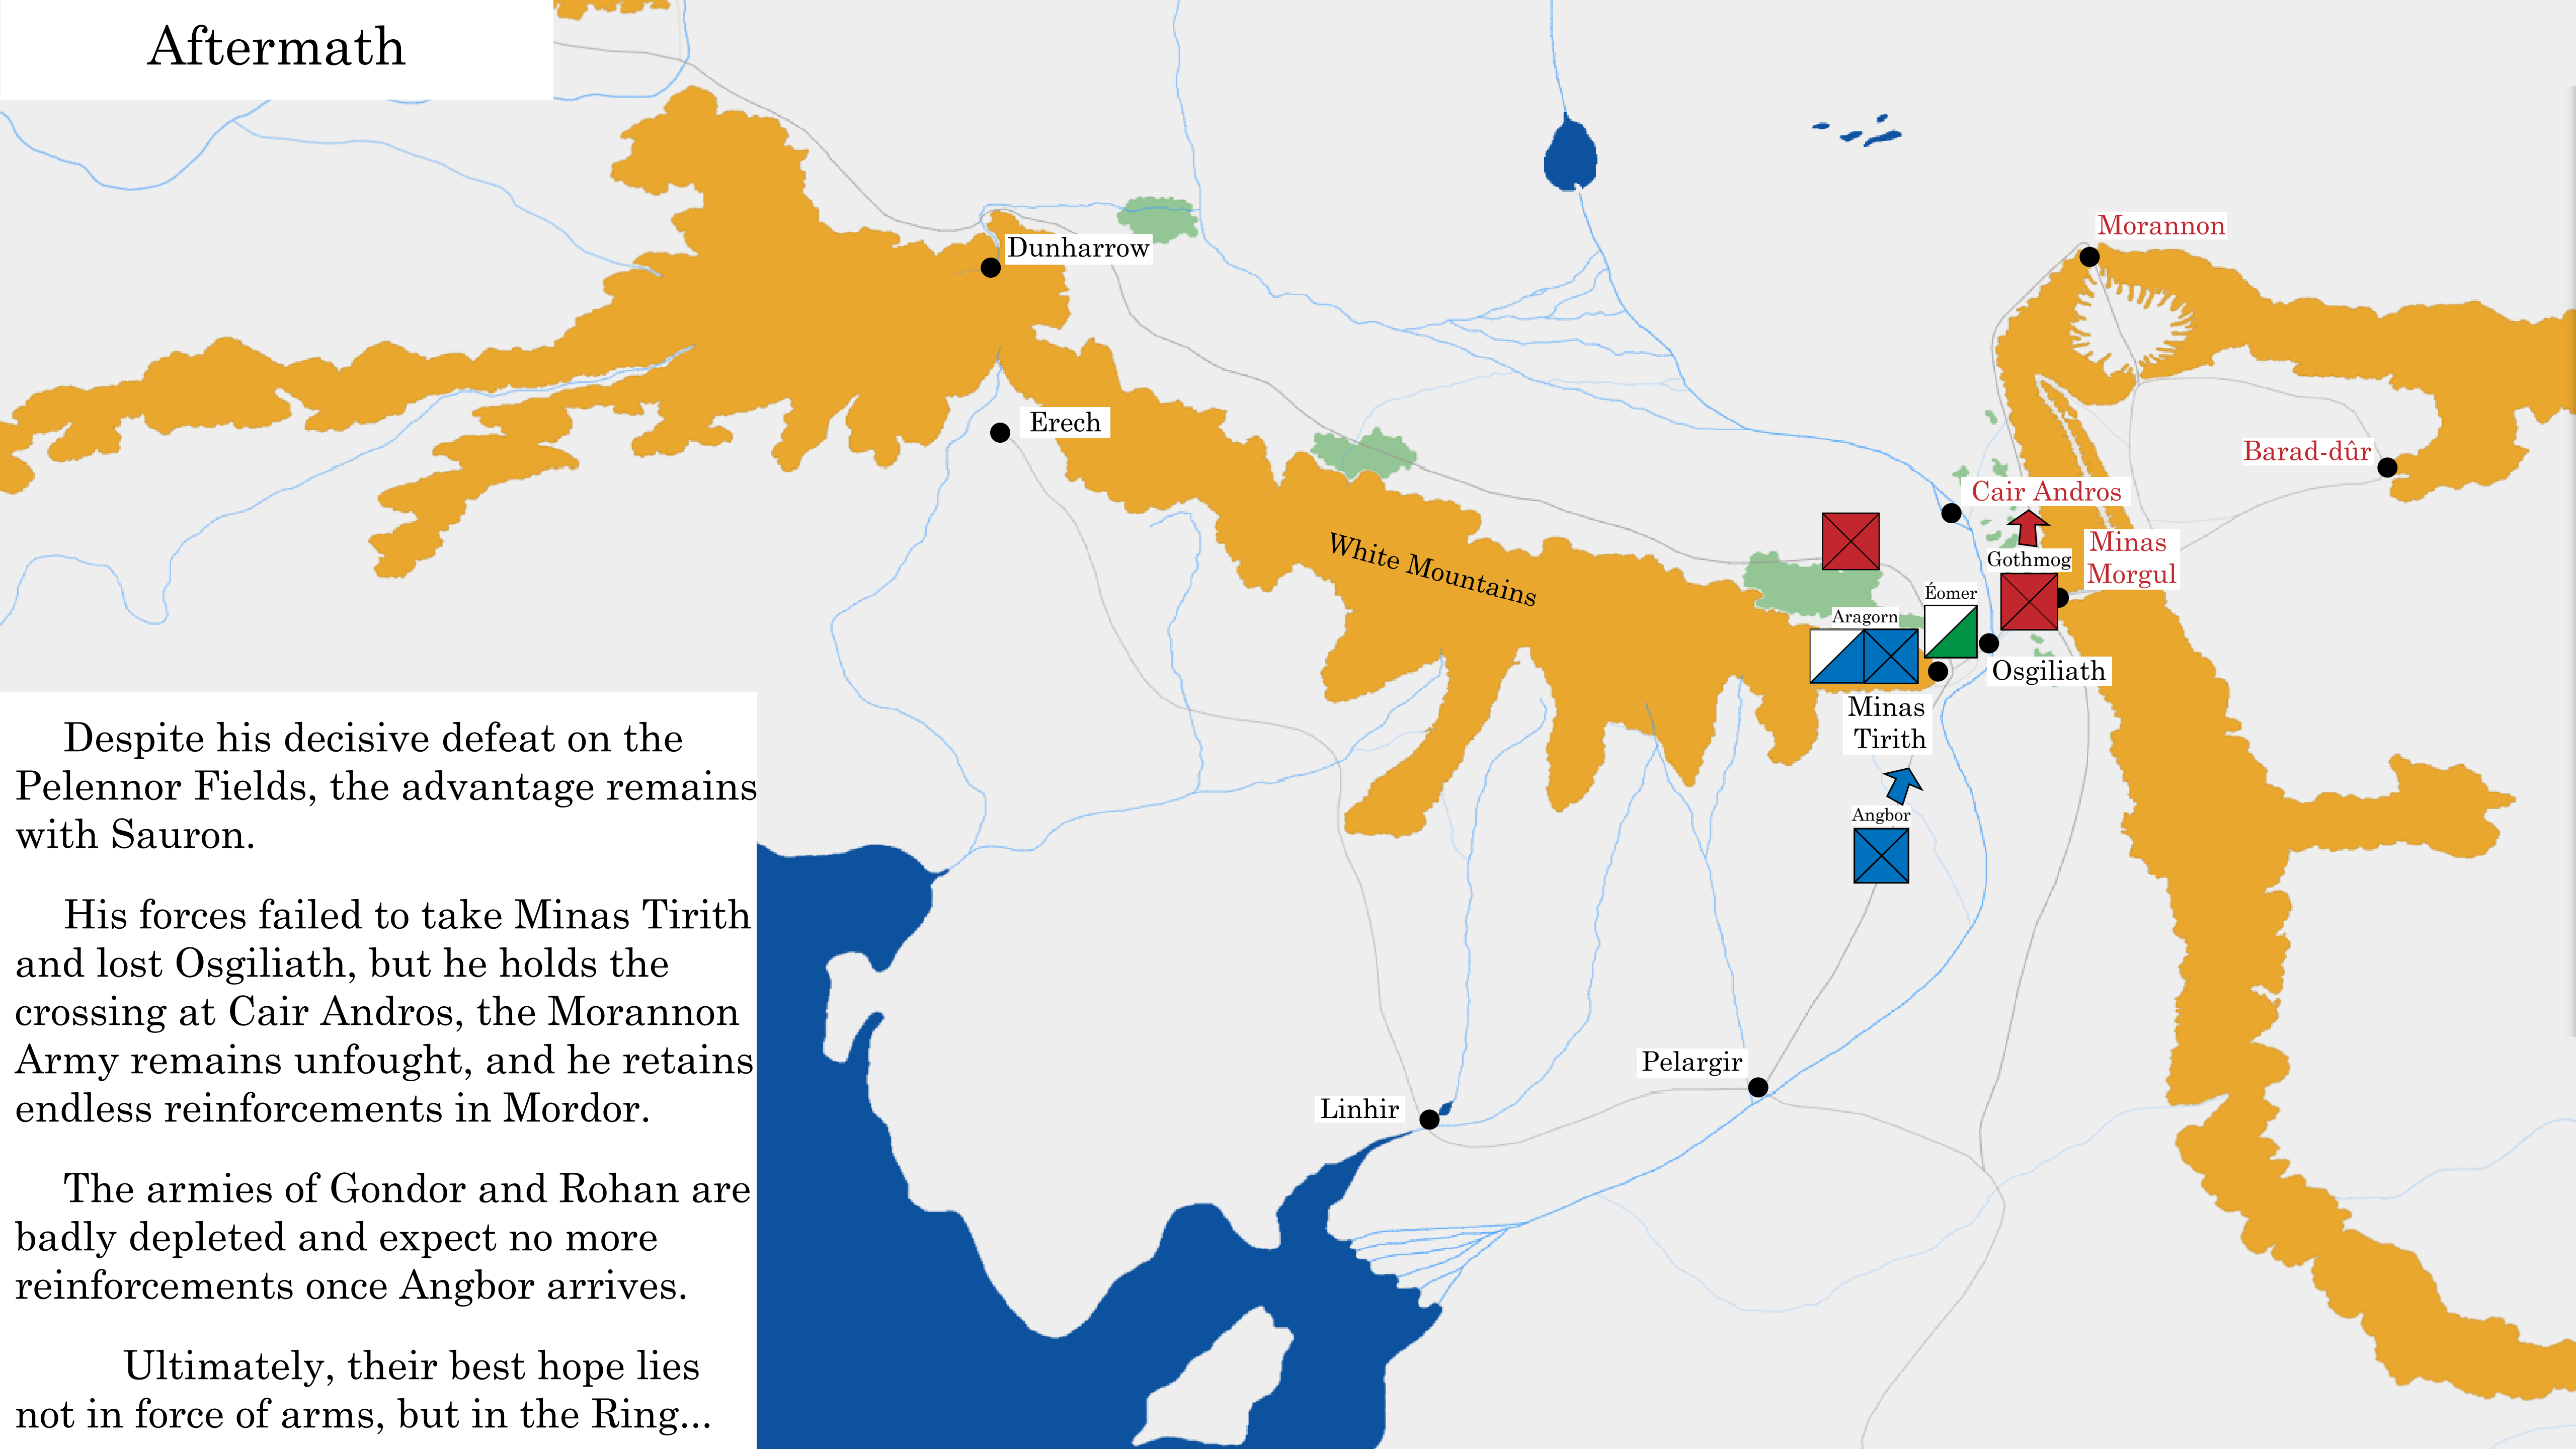 Aftermath
Morannon
Dunharrow
Erech
Barad-dûr
Cair Andros
White Mountains
Minas
Morgul
Gothmog
Éomer
Aragorn
Osgiliath
Minas
Tirith
Angbor
Pelargir
Linhir
Despite his decisive defeat on the
Pelennor Fields, the advantage remains
with Sauron.
His forces failed to take Minas Tirith
and lost Osgiliath, but he holds the
crossing at Cair Andros, the Morannon
Army remains unfought, and he retains
endless reinforcements in Mordor.
The armies of Gondor and Rohan are
badly depleted and expect no more
reinforcements once Angbor arrives.
Ultimately, their best hope lies
not in force of arms, but in the Ring...